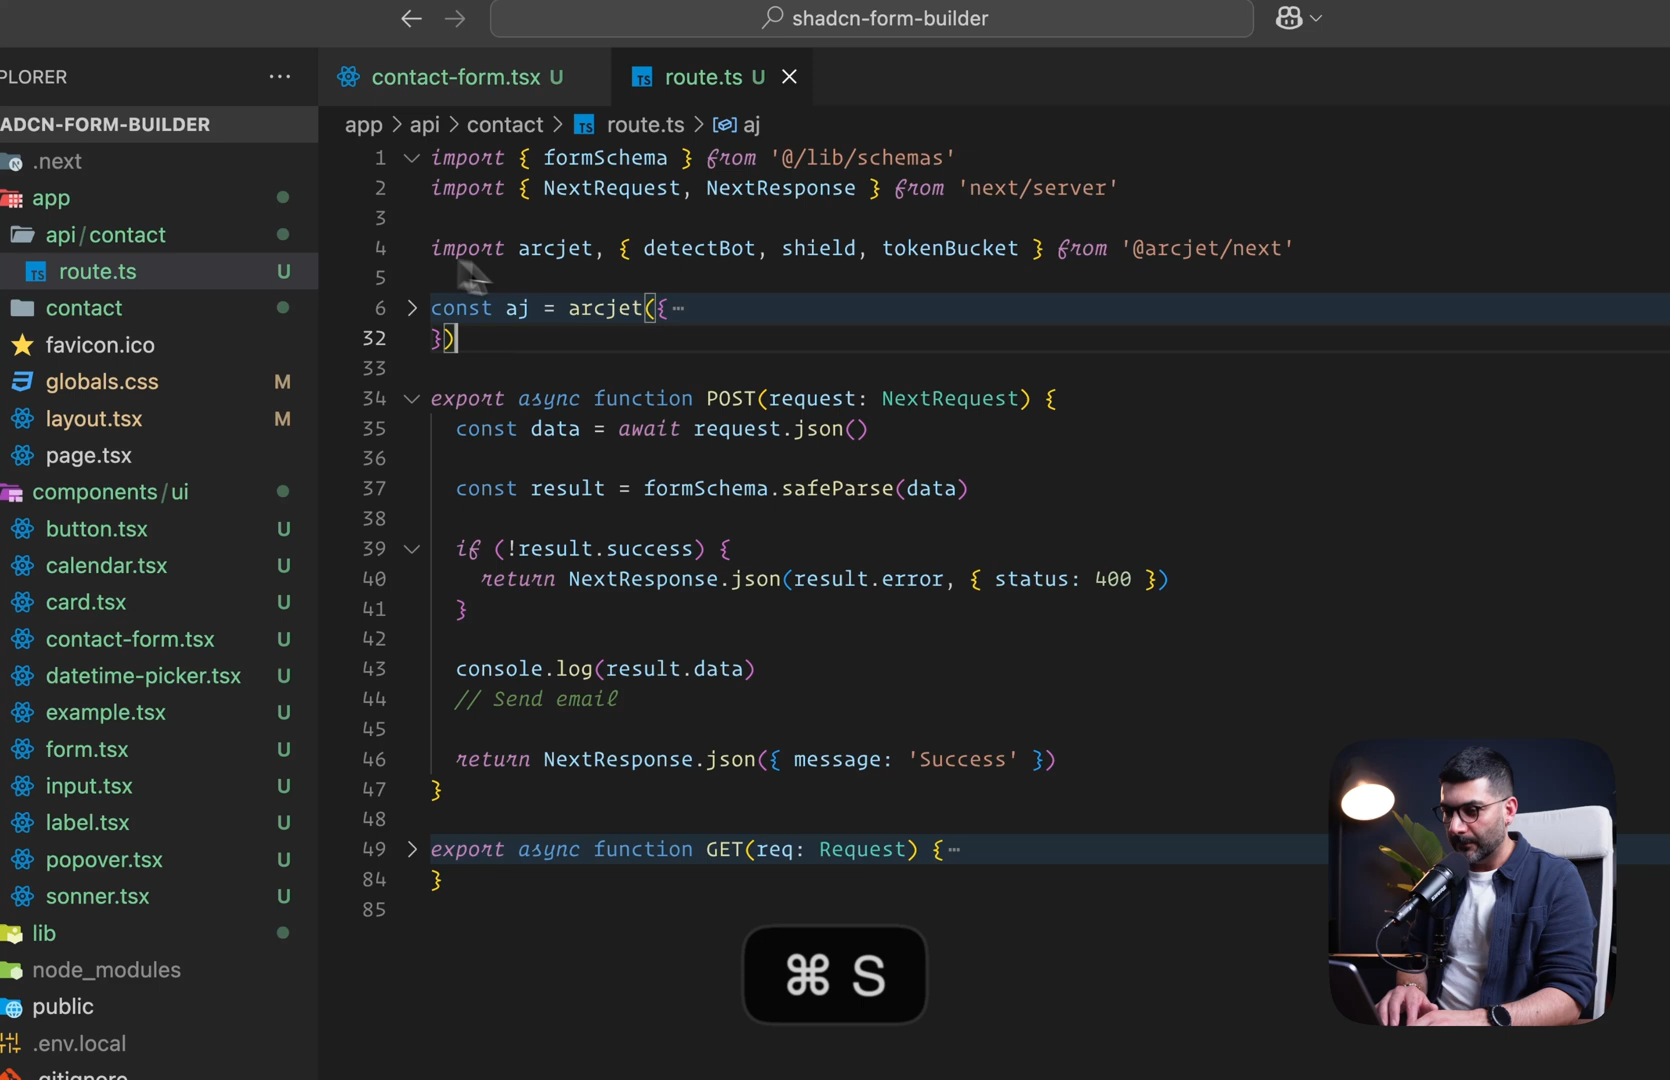 shadcn-form-builder
PLORER ...
ADCN-FORM-BUILDER
.next
app
api/contact
route.ts U
contact
favicon.ico
globals.css M
layout.tsx M
page.tsx
components/ui
button.tsx U
calendar.tsx U
card.tsx U
contact-form.tsx U
datetime-picker.tsx U
example.tsx U
form.tsx U
input.tsx U
label.tsx U
popover.tsx U
sonner.tsx U
lib
node_modules
public
.env.local
.gitignore
contact-form.tsx U
TS route.ts U
app > api > contact > TS route.ts > aj
1 import { formSchema } from '@/lib/schemas'
2 import { NextRequest, NextResponse } from 'next/server'
3
4 import arcjet, { detectBot, shield, tokenBucket } from '@arcjet/next'
5
6 const aj = arcjet({ ...
32 })
33
34 export async function POST(request: NextRequest) {
35 const data = await request.json()
36
37 const result = formSchema.safeParse(data)
38
39 if (!result.success) {
40 return NextResponse.json(result.error, { status: 400 })
41 }
42
43 console.log(result.data)
44 // Send email
45
46 return NextResponse.json({ message: 'Success' })
47 }
48
49 export async function GET(req: Request) { ...
84 }
85
⌘ S